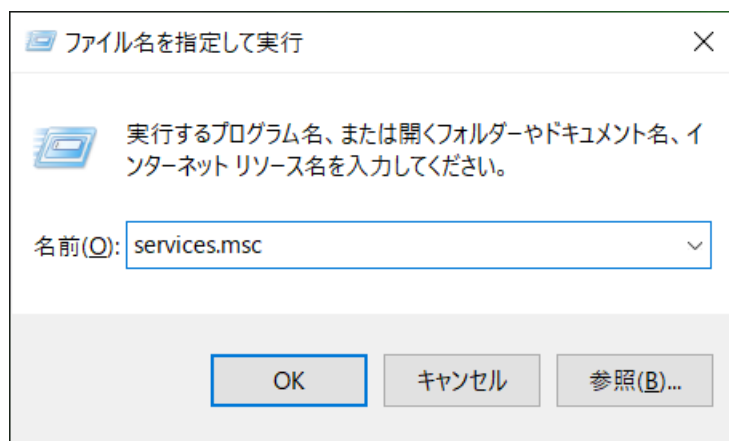 ファイル名を指定して実行
実行するプログラム名、または開くフォルダーやドキュメント名、イ
ンターネット リソース名を入力してください。
名前(O): services.msc
OK キャンセル 参照(B)...